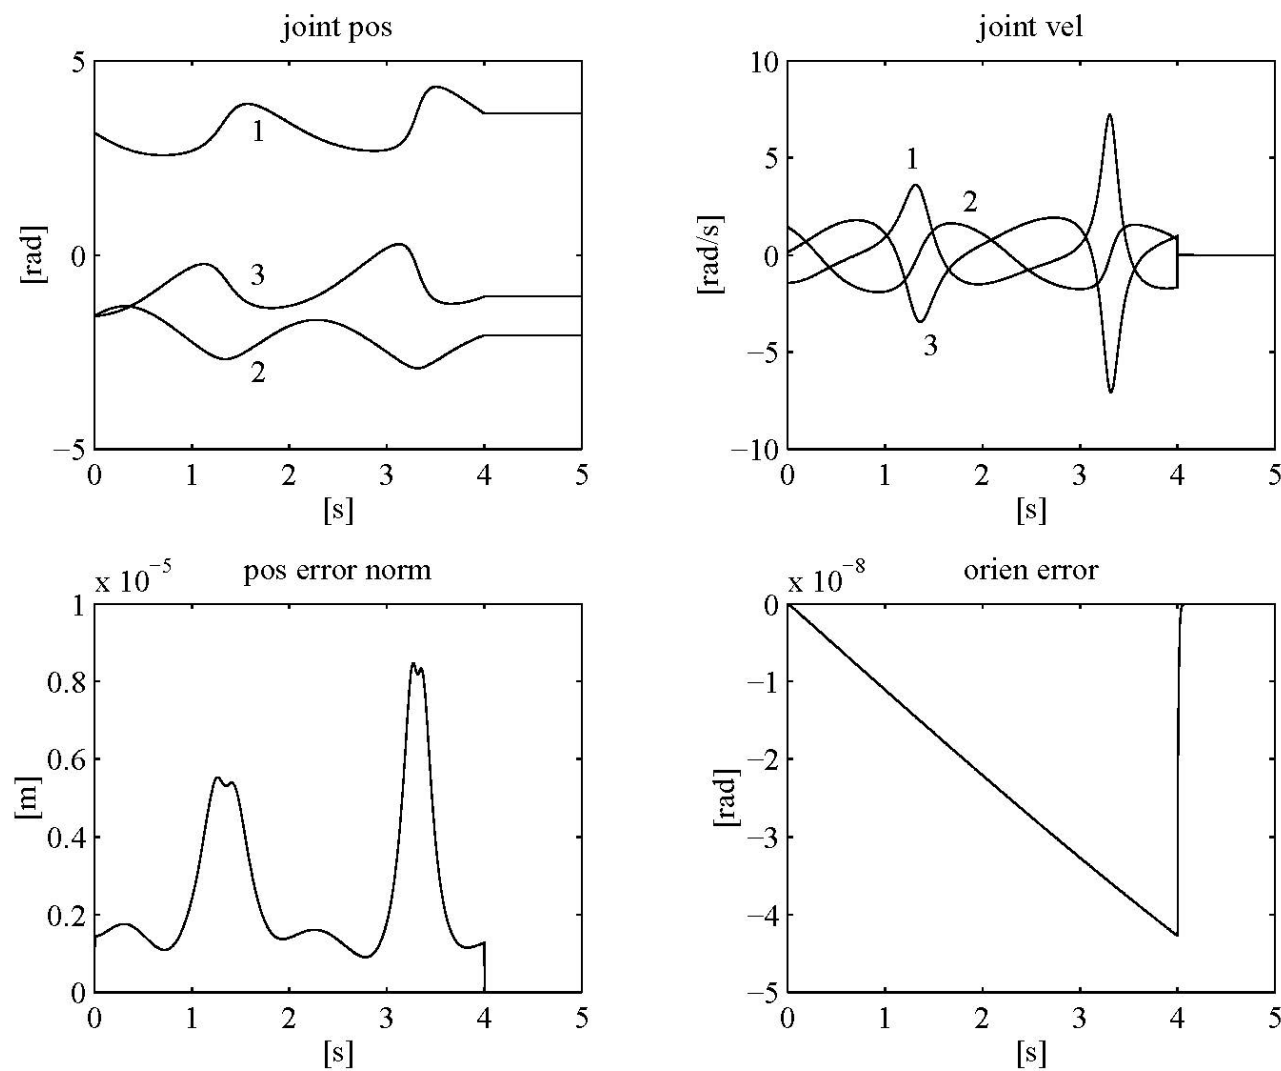 joint pos
5
0
−5
[rad]
1
3
2
0 1 2 3 4 5
[s]
joint vel
10
5
0
−5
−10
[rad/s]
1
2
3
0 1 2 3 4 5
[s]
pos error norm
x 10−5
1
0.8
0.6
0.4
0.2
0
[m]
0 1 2 3 4 5
[s]
orien error
x 10−8
0
−1
−2
−3
−4
−5
[rad]
0 1 2 3 4 5
[s]